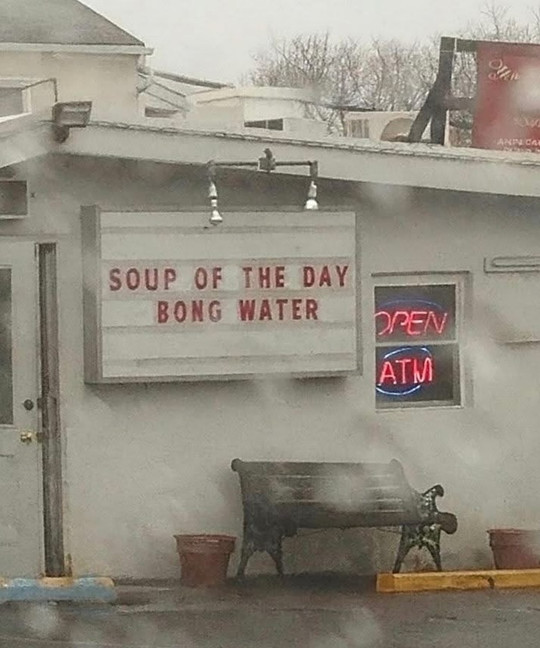 SOUP OF THE DAY
BONG WATER
OPEN
ATM